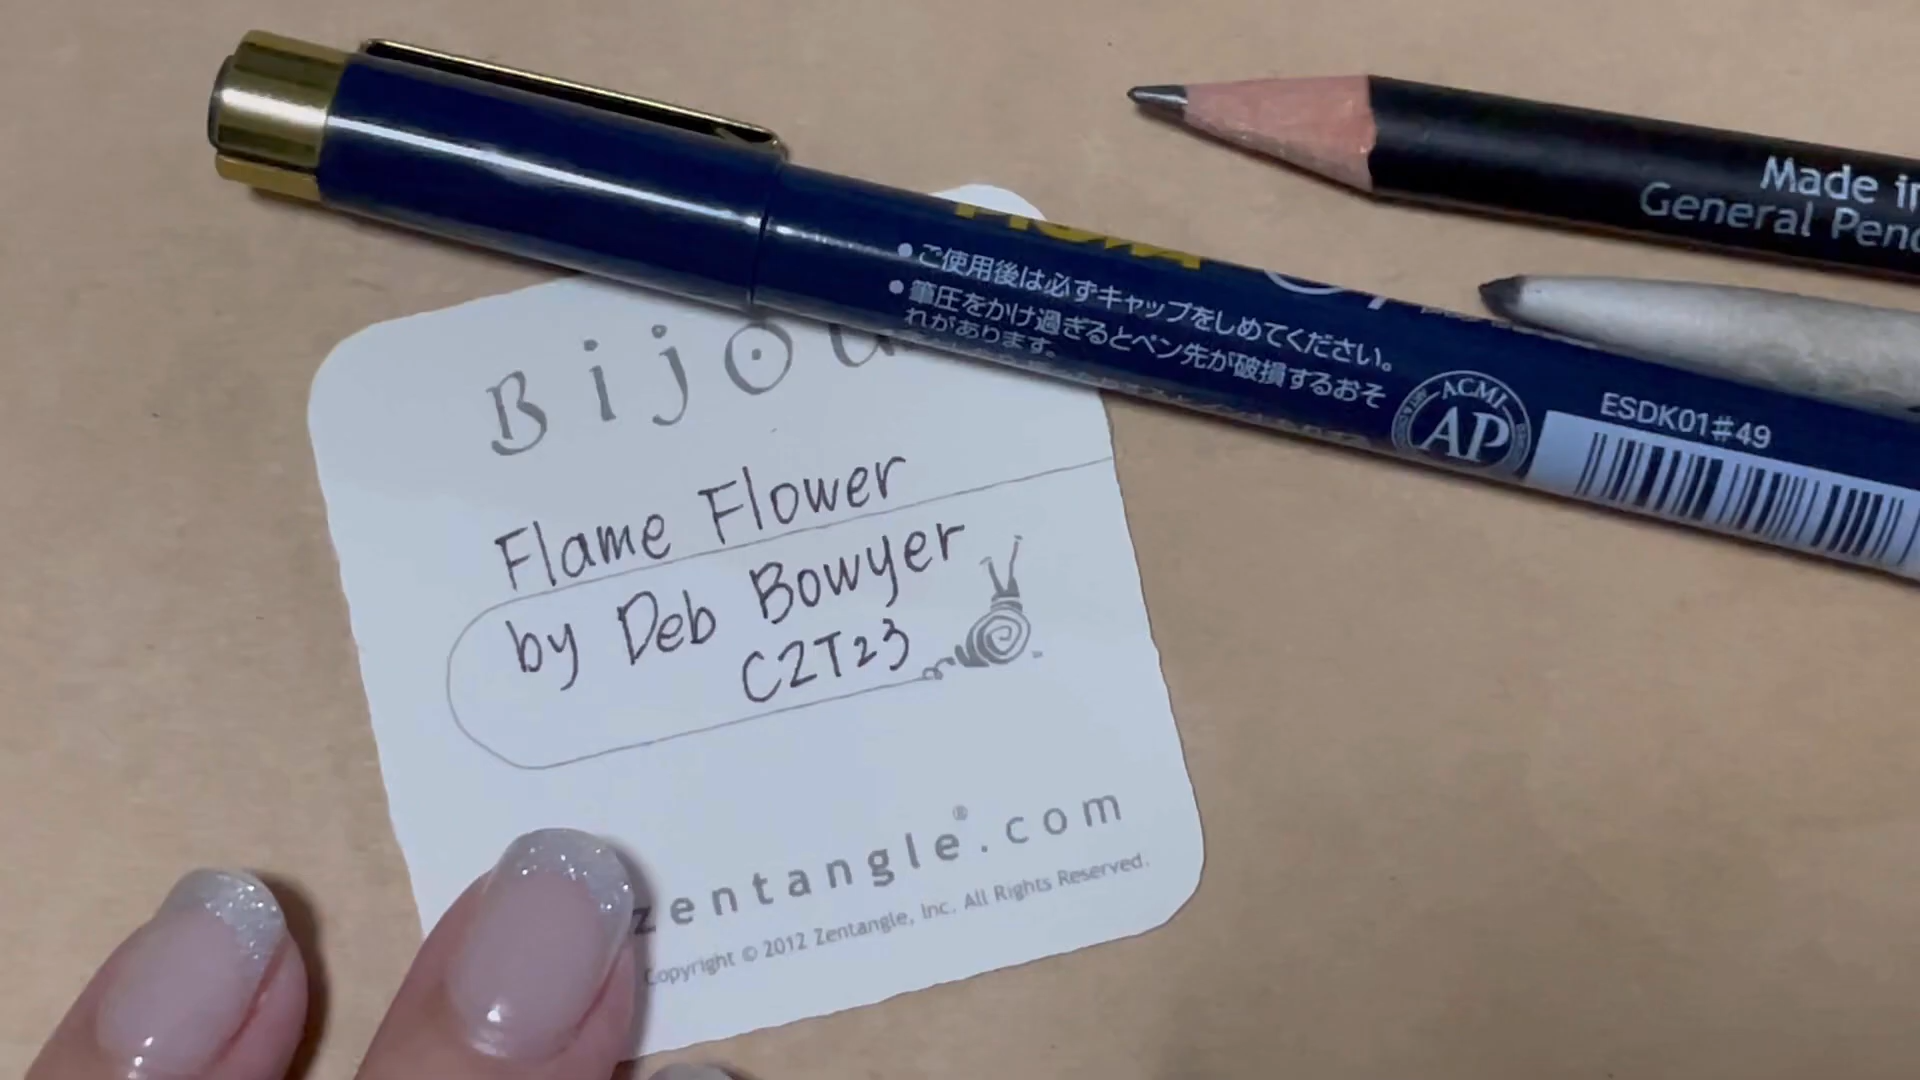 ご使用後は必ずキャップをしめてください。
筆圧をかけ過ぎるとペン先が破損するおそ
れがあります。
ACMI
AP
ESDK01#49
Made in
General Penc
Bijou
Flame Flower
by Deb Bowyer
CZT23
zentangle®.com
Copyright © 2012 Zentangle, Inc. All Rights Reserved.